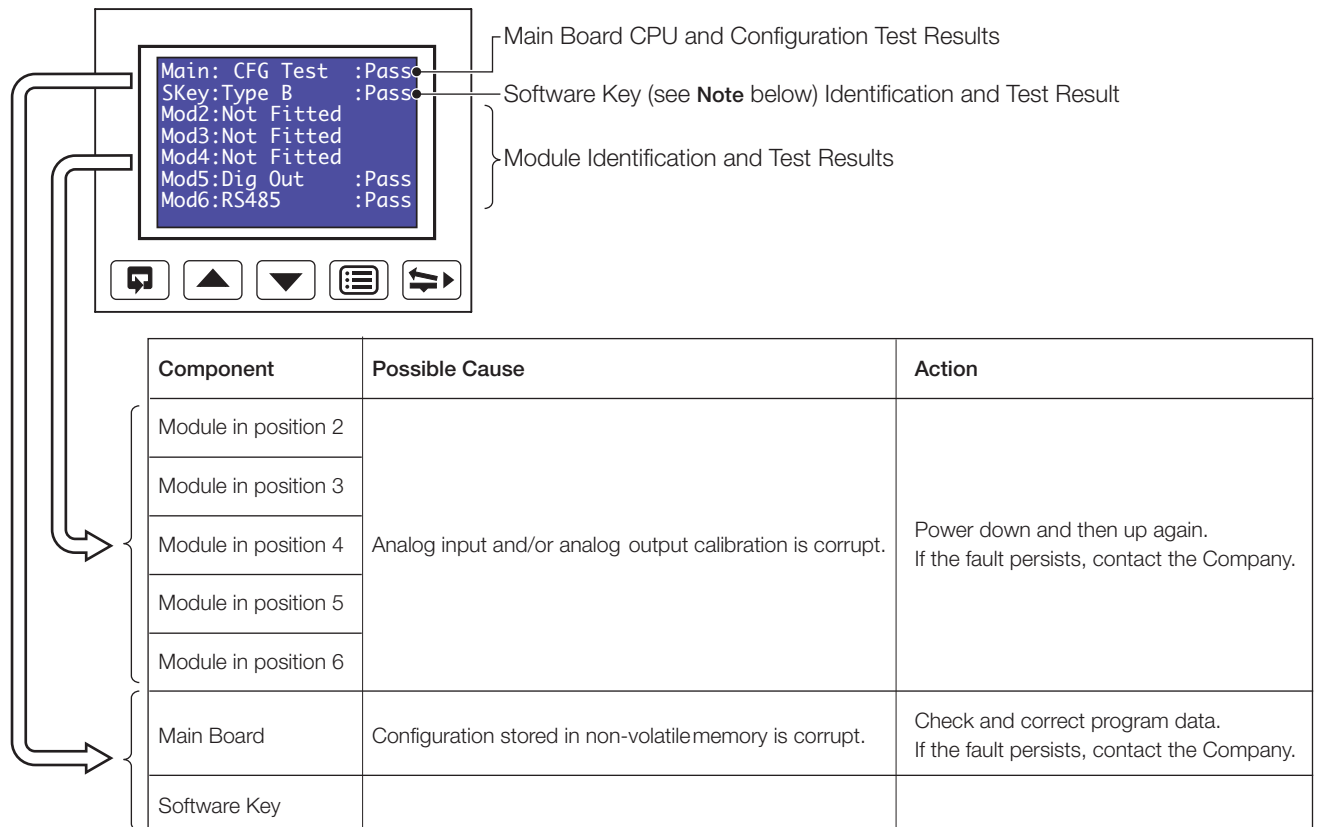 Main: CFG Test :Pass
SKey:Type B :Pass
Mod2:Not Fitted
Mod3:Not Fitted
Mod4:Not Fitted
Mod5:Dig Out :Pass
Mod6:RS485 :Pass
Main Board CPU and Configuration Test Results
Software Key (see Note below) Identification and Test Result
Module Identification and Test Results
Component Possible Cause Action
Module in position 2
Module in position 3
Module in position 4
Module in position 5
Module in position 6
Analog input and/or analog output calibration is corrupt.
Power down and then up again.
If the fault persists, contact the Company.
Main Board
Configuration stored in non-volatile memory is corrupt.
Check and correct program data.
If the fault persists, contact the Company.
Software Key